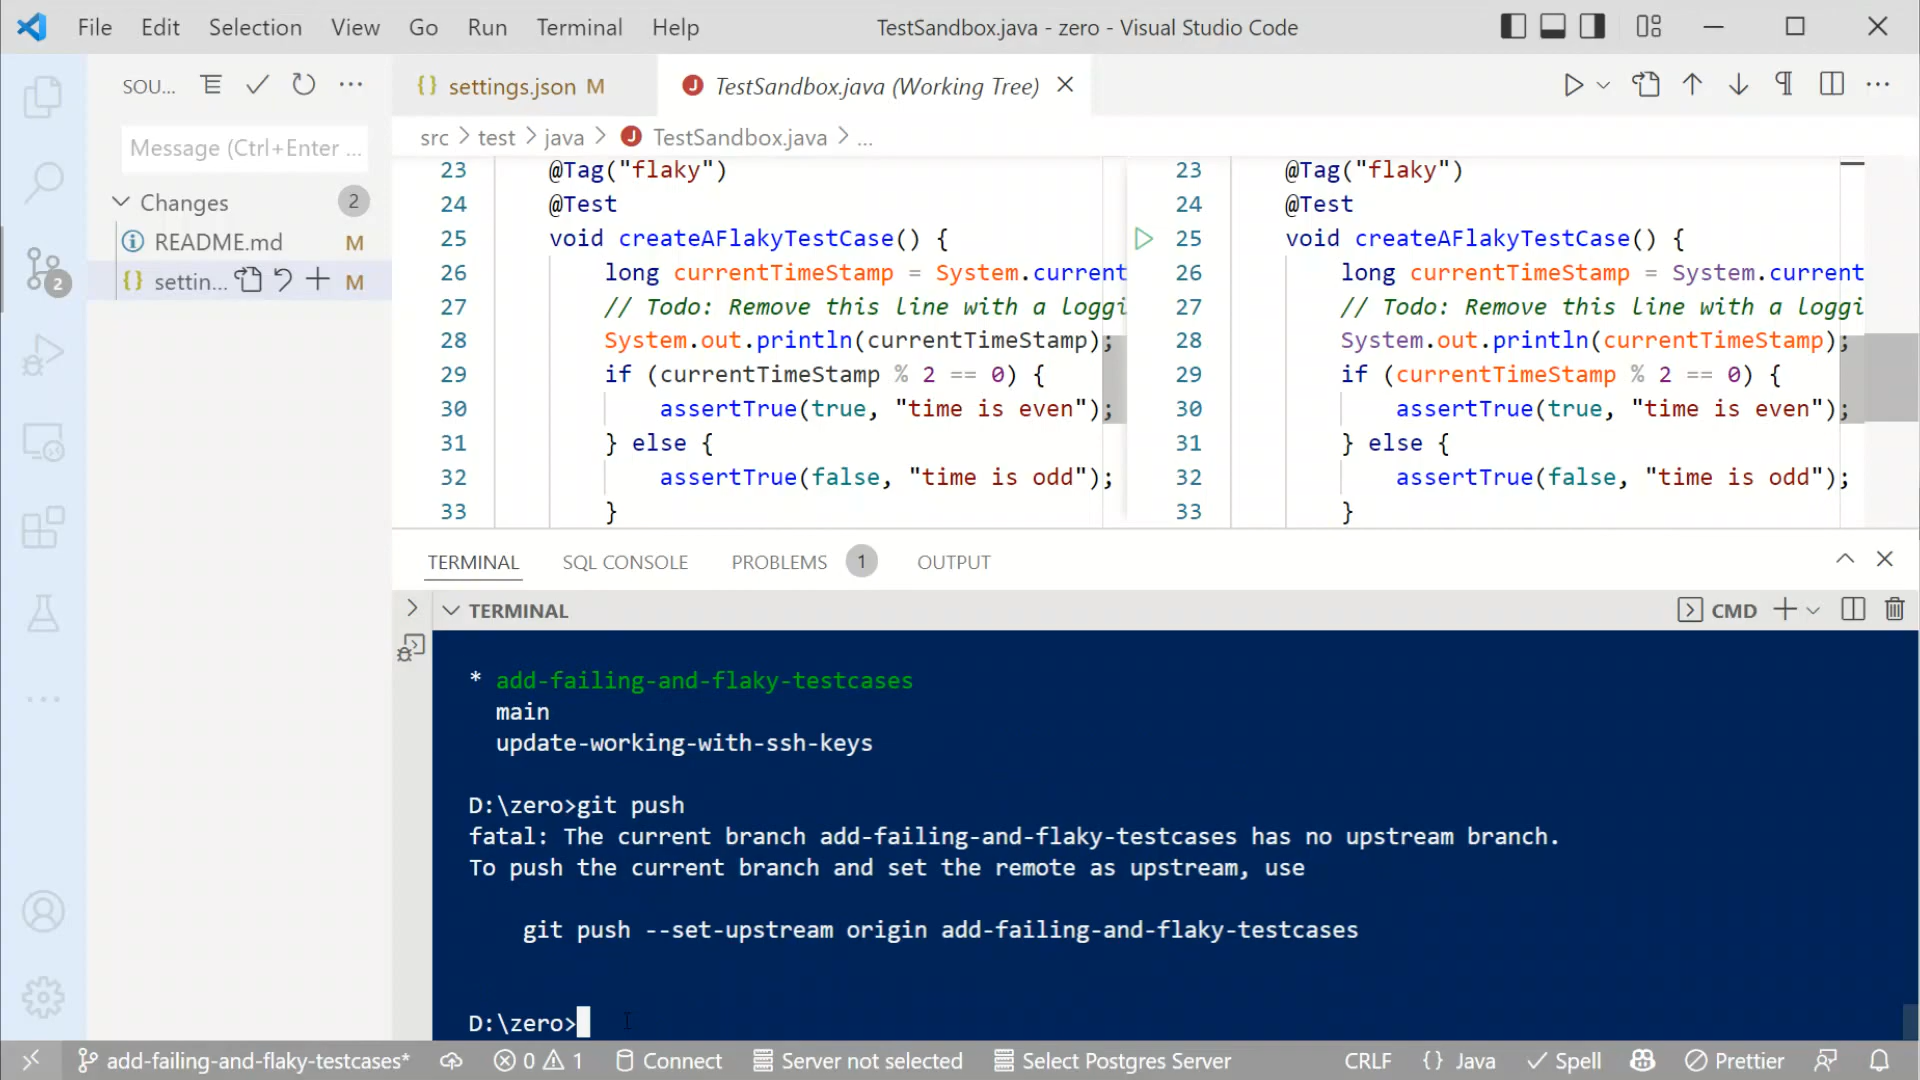 File Edit Selection View Go Run Terminal Help
TestSandbox.java - zero - Visual Studio Code
SOU...
Message (Ctrl+Enter ...
Changes 2
README.md M
settin... M
2
{} settings.json M
J TestSandbox.java (Working Tree)
src > test > java > J TestSandbox.java > ...
23 @Tag("flaky")
24 @Test
25 void createAFlakyTestCase() {
26 long currentTimeStamp = System.current
27 // Todo: Remove this line with a loggi
28 System.out.println(currentTimeStamp);
29 if (currentTimeStamp % 2 == 0) {
30 assertTrue(true, "time is even");
31 } else {
32 assertTrue(false, "time is odd");
33 }
23 @Tag("flaky")
24 @Test
25 void createAFlakyTestCase() {
26 long currentTimeStamp = System.current
27 // Todo: Remove this line with a loggi
28 System.out.println(currentTimeStamp);
29 if (currentTimeStamp % 2 == 0) {
30 assertTrue(true, "time is even");
31 } else {
32 assertTrue(false, "time is odd");
33 }
TERMINAL SQL CONSOLE PROBLEMS 1 OUTPUT
TERMINAL
CMD
* add-failing-and-flaky-testcases
main
update-working-with-ssh-keys
D:\zero>git push
fatal: The current branch add-failing-and-flaky-testcases has no upstream branch.
To push the current branch and set the remote as upstream, use
git push --set-upstream origin add-failing-and-flaky-testcases
D:\zero>
add-failing-and-flaky-testcases* 0 1 Connect Server not selected Select Postgres Server CRLF {} Java Spell Prettier